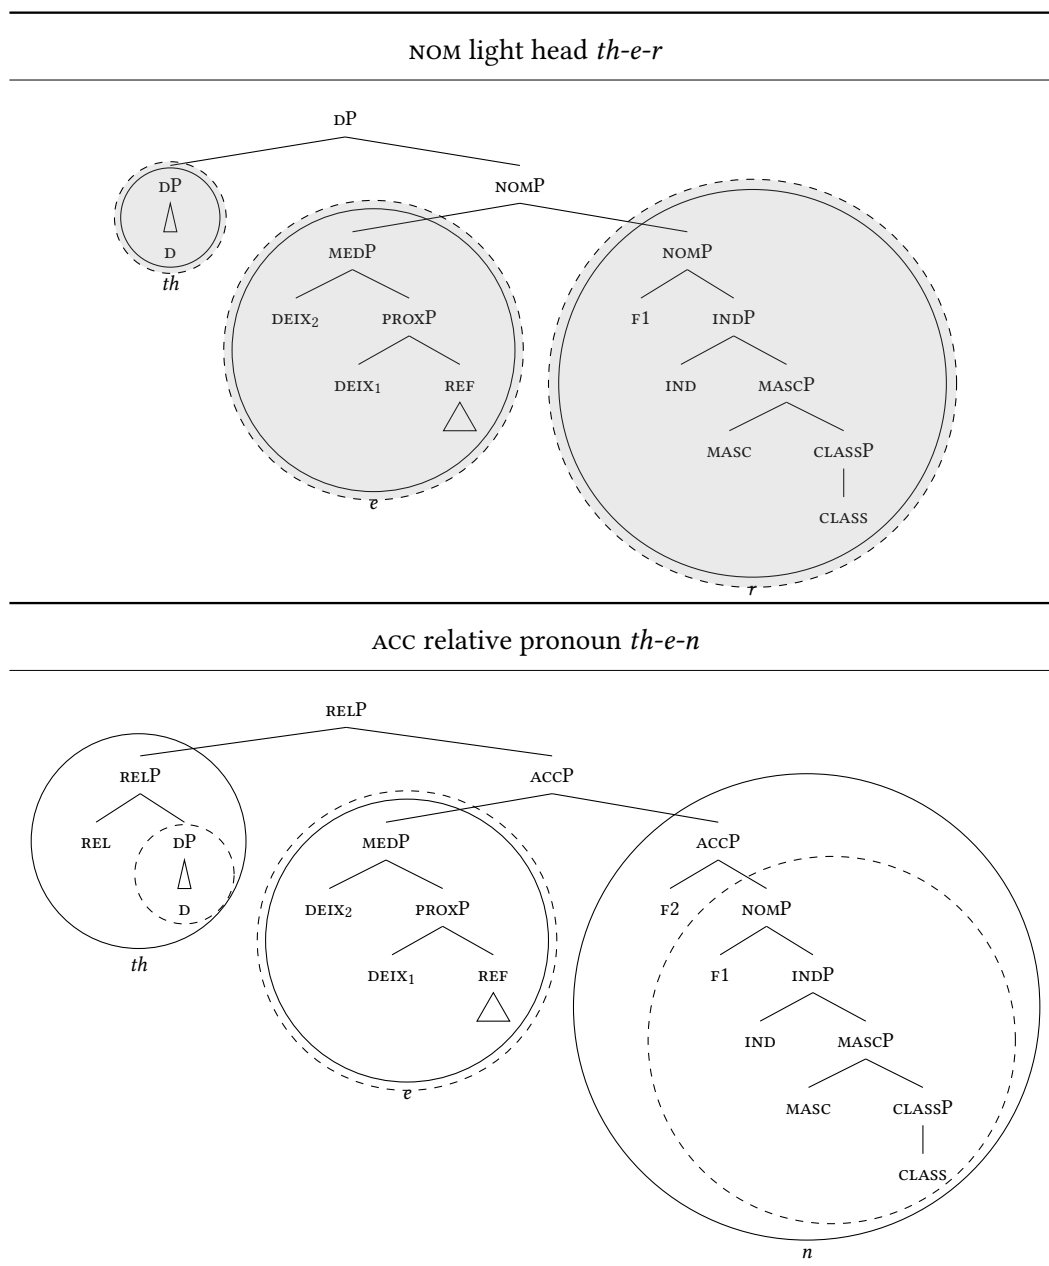 NOM light head th-e-r
DP
DP NOMP
D MEDP NOMP
th
DEIX2 PROXP F1 INDP
DEIX1 REF IND MASCP
MASC CLASSP
e CLASS
r
ACC relative pronoun th-e-n
RELP
RELP ACCP
REL DP MEDP ACCP
D DEIX2 PROXP F2 NOMP
th DEIX1 REF F1 INDP
IND MASCP
e MASC CLASSP
CLASS
n